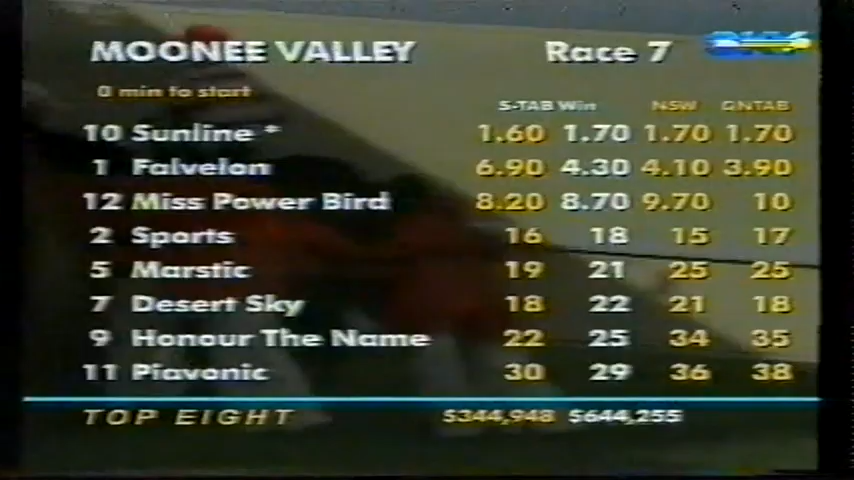 MOONEE VALLEY Race 7
0 min to start
S-TAB Win NSW QNTAB
10 Sunline * 1.60 1.70 1.70 1.70
1 Falvelon 6.90 4.30 4.10 3.90
12 Miss Power Bird 8.20 8.70 9.70 10
2 Sports 16 18 15 17
5 Marstic 19 21 25 25
7 Desert Sky 18 22 21 18
9 Honour The Name 22 25 34 35
11 Piavonic 30 29 36 38
TOP EIGHT $344,948 $644,255